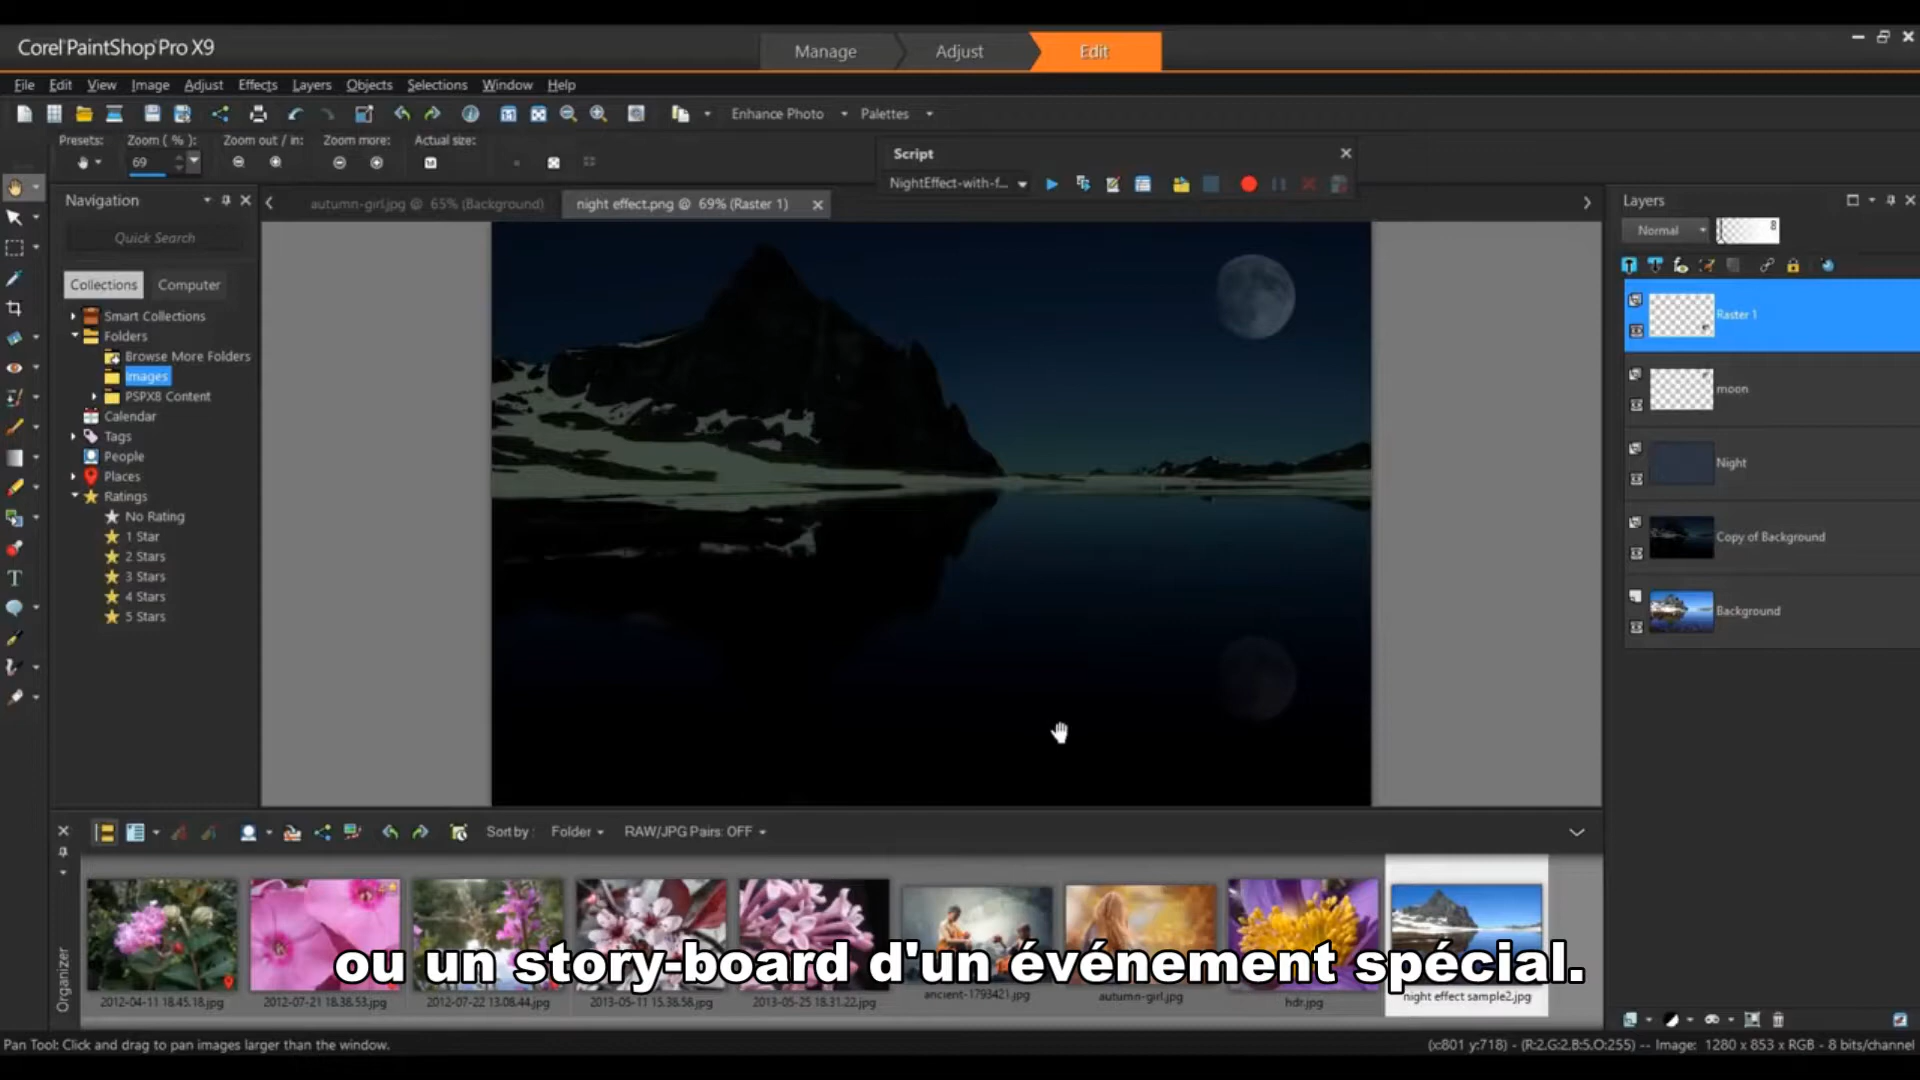 Corel PaintShop Pro X9
Manage
Adjust
Edit
File Edit View Image Adjust Effects Layers Objects Selections Window Help
Enhance Photo
Palettes
Presets:
Zoom ( % ):
Zoom out / in:
Zoom more:
Actual size:
69
Script
NightEffect-with-f...
Navigation
autumn-girl.jpg @ 65% (Background)
night effect.png @ 69% (Raster 1)
Quick Search
Collections
Computer
Smart Collections
Folders
Browse More Folders
Images
PSPX8 Content
Calendar
Tags
People
Places
Ratings
No Rating
1 Star
2 Stars
3 Stars
4 Stars
5 Stars
Layers
Normal
8
Raster 1
moon
Night
Copy of Background
Background
Organizer
Sort by :
Folder
RAW/JPG Pairs: OFF
ou un story-board d'un événement spécial.
2012-04-11 18.45.18.jpg
2012-07-21 18.38.53.jpg
2012-07-22 13.08.44.jpg
2013-05-11 15.38.58.jpg
2013-05-25 18.31.22.jpg
ancient-1793421.jpg
autumn-girl.jpg
hdr.jpg
night effect sample2.jpg
Pan Tool: Click and drag to pan images larger than the window.
(x:801 y:718) - (R:2,G:2,B:5,O:255) -- Image: 1280 x 853 x RGB - 8 bits/channel